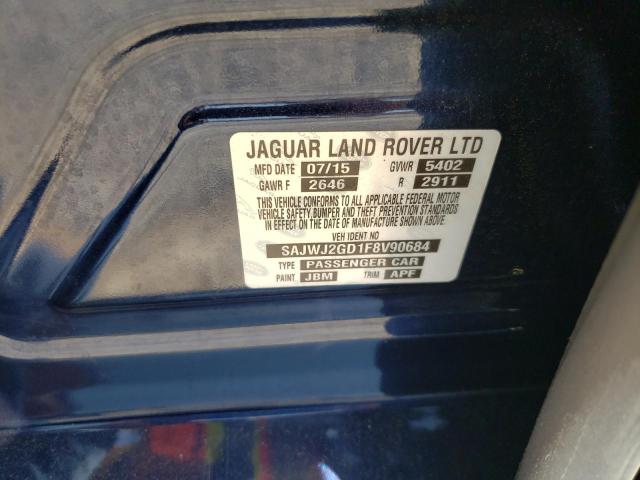 JAGUAR LAND ROVER LTD
MFD DATE 07/15 GVWR 5402
GAWR F 2646 R 2911
THIS VEHICLE CONFORMS TO ALL APPLICABLE FEDERAL MOTOR
VEHICLE SAFETY,BUMPER AND THEFT PREVENTION STANDARDS
IN EFFECT ON THE DATE OF MANUFACTURE SHOWN ABOVE.
VEH IDENT NO
SAJWJ2GD1F8V90684
TYPE PASSENGER CAR
PAINT JBM TRIM APF